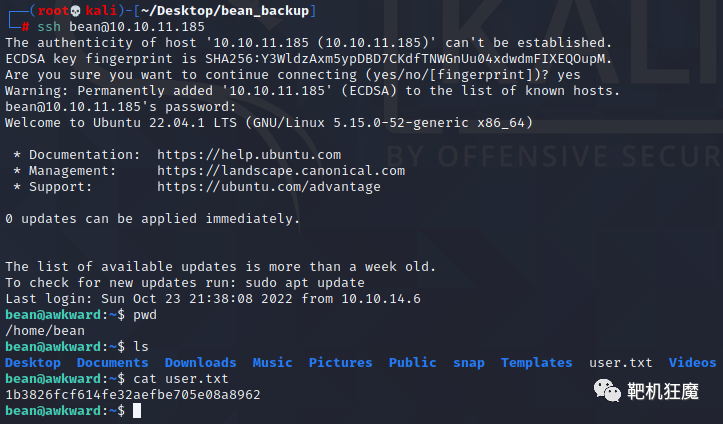 ┌──(root💀kali)-[~/Desktop/bean_backup]
└─# ssh bean@10.10.11.185
The authenticity of host '10.10.11.185 (10.10.11.185)' can't be established.
ECDSA key fingerprint is SHA256:Y3WldzAxm5ypDBD7CKdfTNWGnUu04xdwdmFIXEQOupM.
Are you sure you want to continue connecting (yes/no/[fingerprint])? yes
Warning: Permanently added '10.10.11.185' (ECDSA) to the list of known hosts.
bean@10.10.11.185's password:
Welcome to Ubuntu 22.04.1 LTS (GNU/Linux 5.15.0-52-generic x86_64)
* Documentation:  https://help.ubuntu.com
* Management:     https://landscape.canonical.com
* Support:        https://ubuntu.com/advantage
BY OFFENSIVE SECUR
0 updates can be applied immediately.
The list of available updates is more than a week old.
To check for new updates run: sudo apt update
Last login: Sun Oct 23 21:38:08 2022 from 10.10.14.6
bean@awkward:~$ pwd
/home/bean
bean@awkward:~$ ls
Desktop  Documents  Downloads  Music  Pictures  Public  snap  Templates  user.txt  Videos
bean@awkward:~$ cat user.txt
1b3826fcf614fe32aefbe705e08a8962
bean@awkward:~$
靶机狂魔